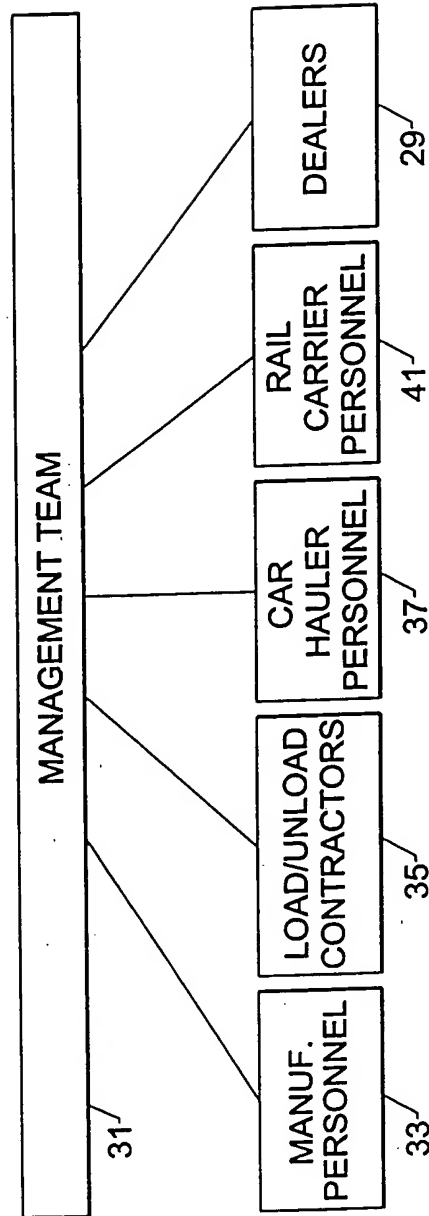 MANAGEMENT TEAM
31
MANUF.
PERSONNEL
33
LOAD/UNLOAD
CONTRACTORS
35
CAR
HAULER
PERSONNEL
37
RAIL
CARRIER
PERSONNEL
41
DEALERS
29